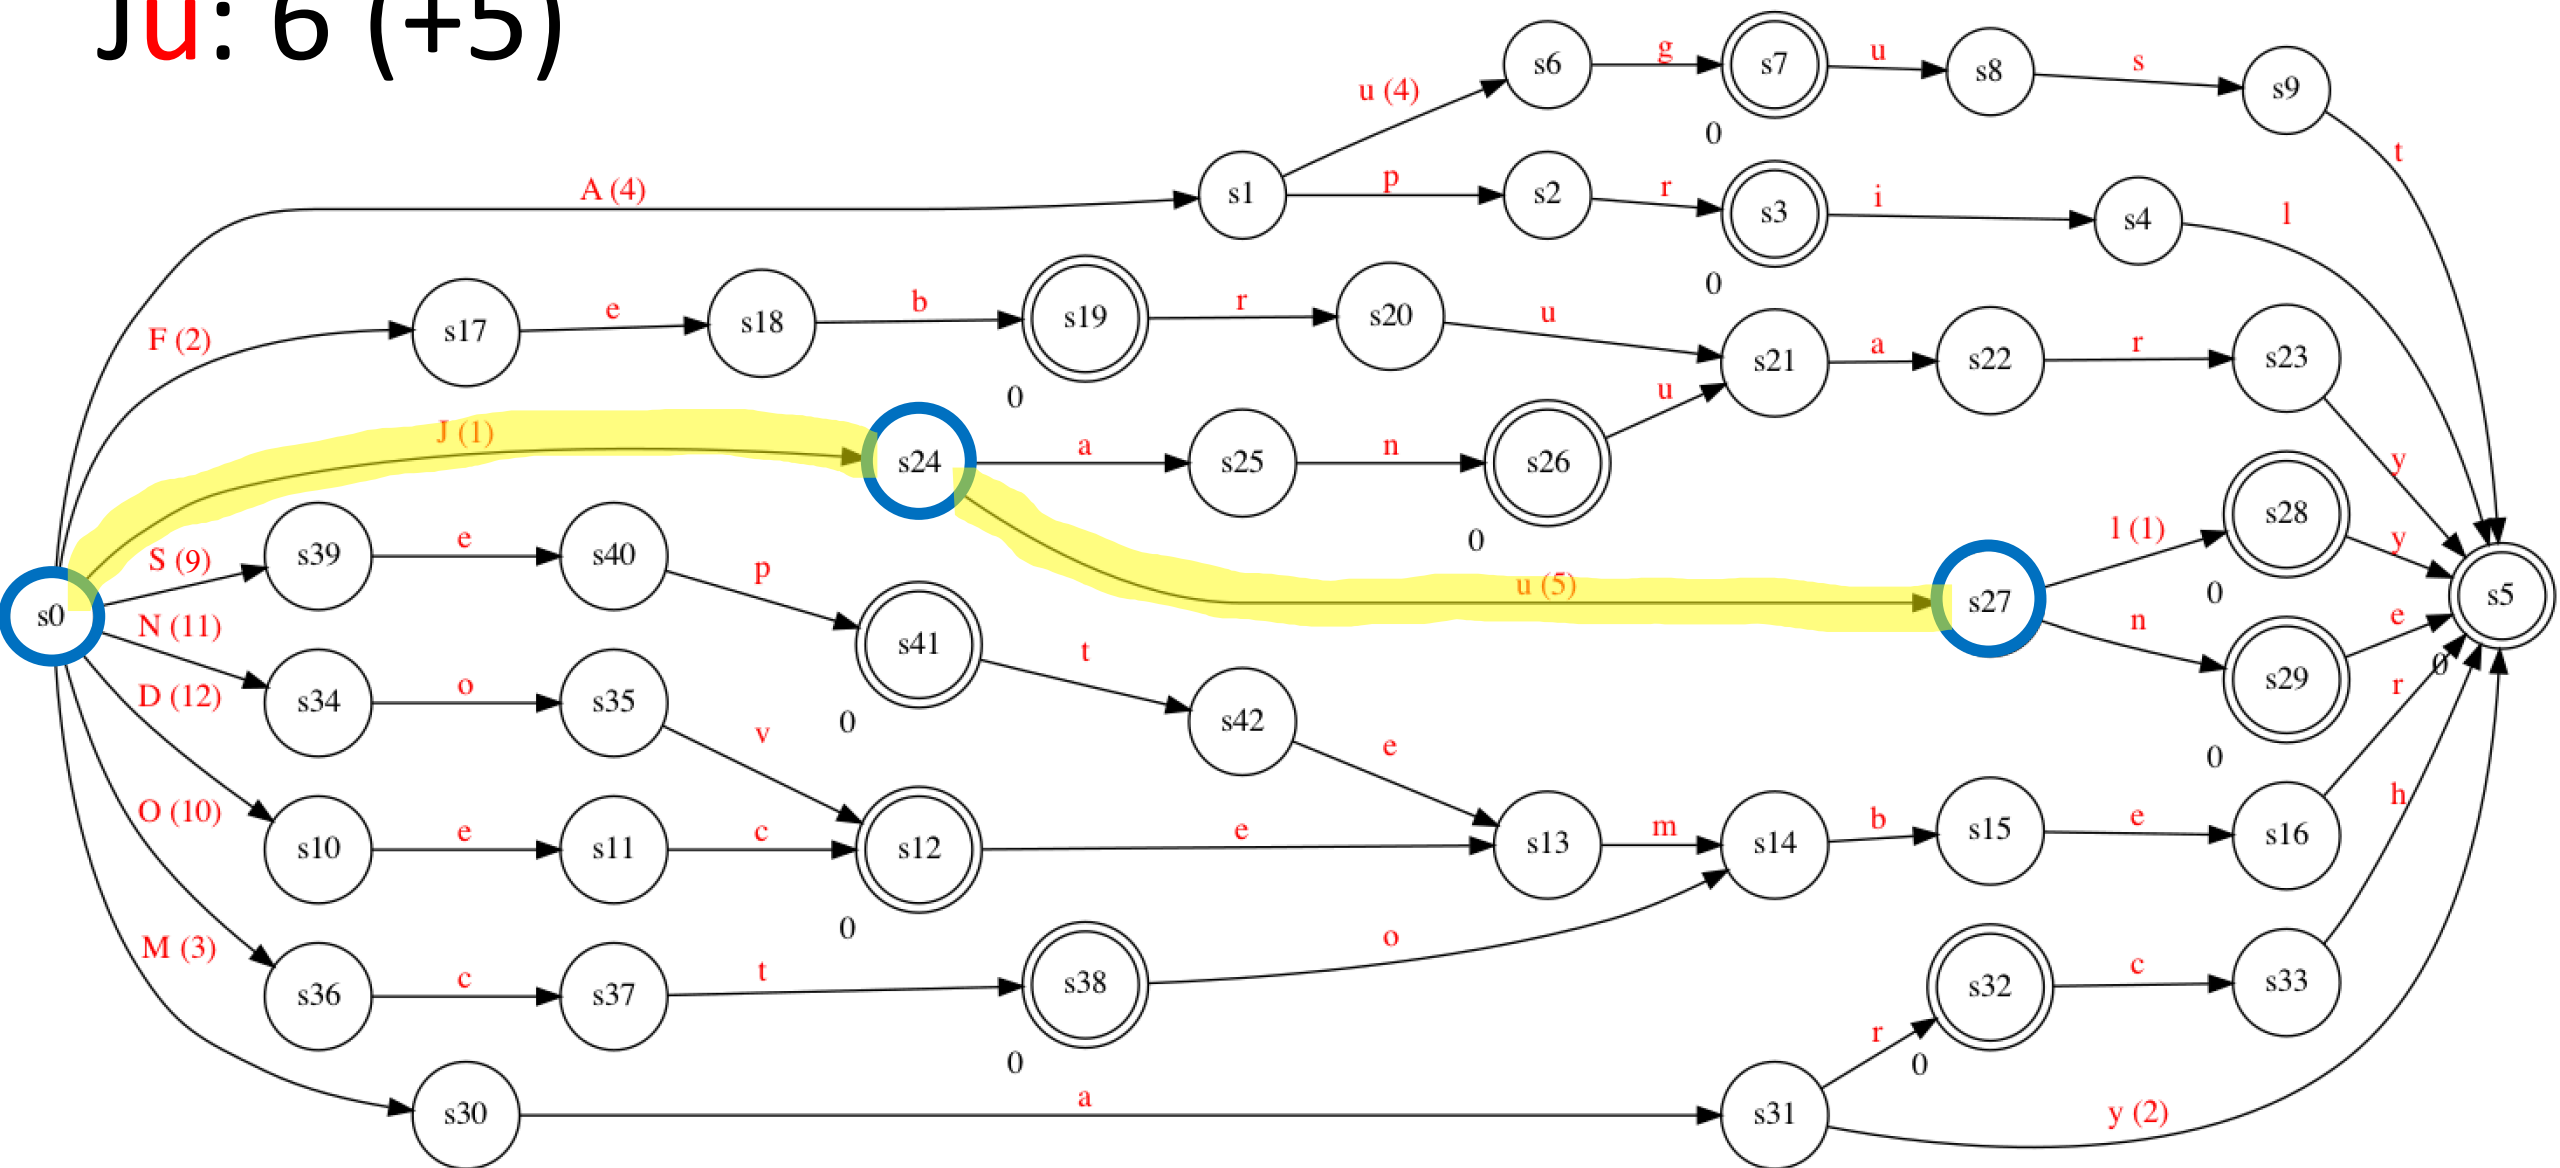 Ju: 6 (+5)
s6
g
s7
u
s8
s
s9
u (4)
0
t
A (4)
s1
p
s2
r
s3
i
s4
l
0
F (2)
s17
e
s18
b
s19
r
s20
u
s21
a
s22
r
s23
0
u
y
J (1)
s24
a
s25
n
s26
0
u (5)
s27
l (1)
s28
y
0
n
s29
e
0
s5
0
s0
S (9)
s39
e
s40
p
s41
t
s42
e
0
N (11)
s34
o
s35
v
D (12)
s10
e
s11
c
s12
e
s13
m
s14
b
s15
e
s16
r
0
O (10)
s36
c
s37
t
s38
o
0
M (3)
s30
a
s31
r
s32
c
s33
h
0
y (2)